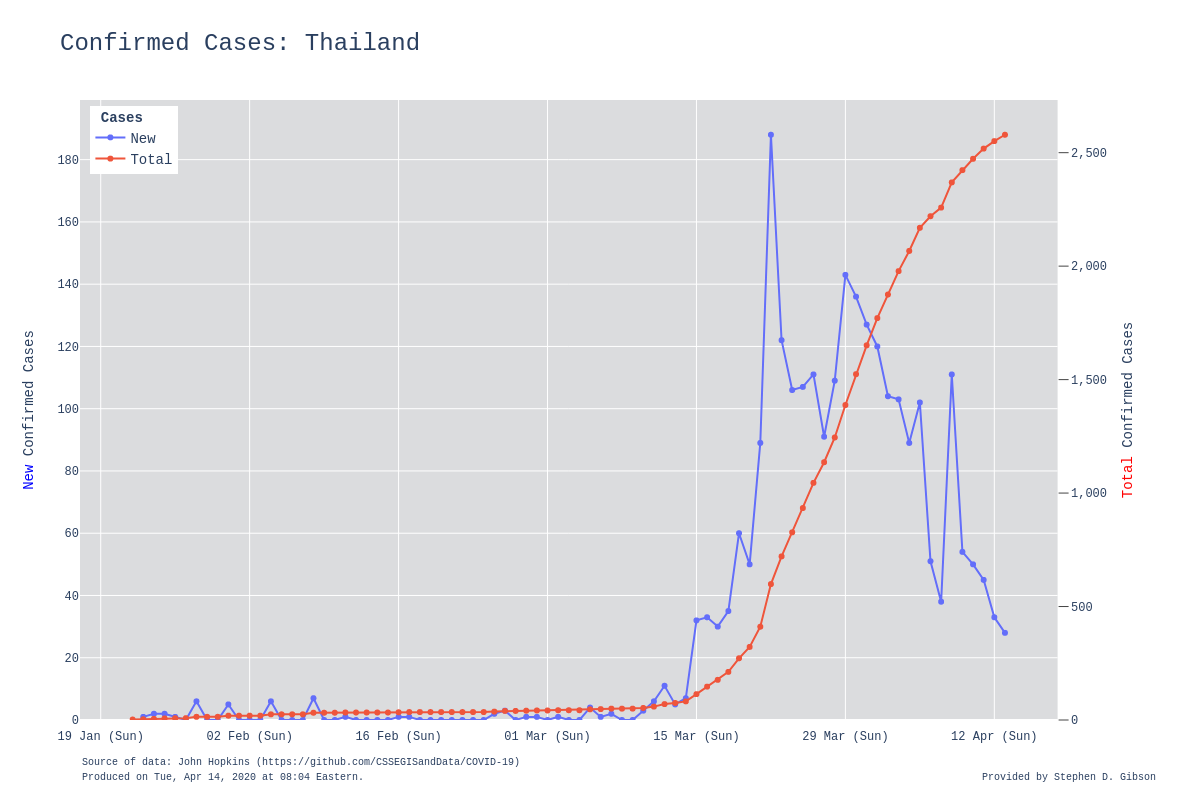 Confirmed Cases: Thailand
Cases
New
Total
180
160
140
120
100
80
60
40
20
0
2,500
2,000
1,500
1,000
500
0
New Confirmed Cases
Total Confirmed Cases
19 Jan (Sun) 02 Feb (Sun) 16 Feb (Sun) 01 Mar (Sun) 15 Mar (Sun) 29 Mar (Sun) 12 Apr (Sun)
Source of data: John Hopkins (https://github.com/CSSEGISandData/COVID-19)
Produced on Tue, Apr 14, 2020 at 08:04 Eastern.
Provided by Stephen D. Gibson